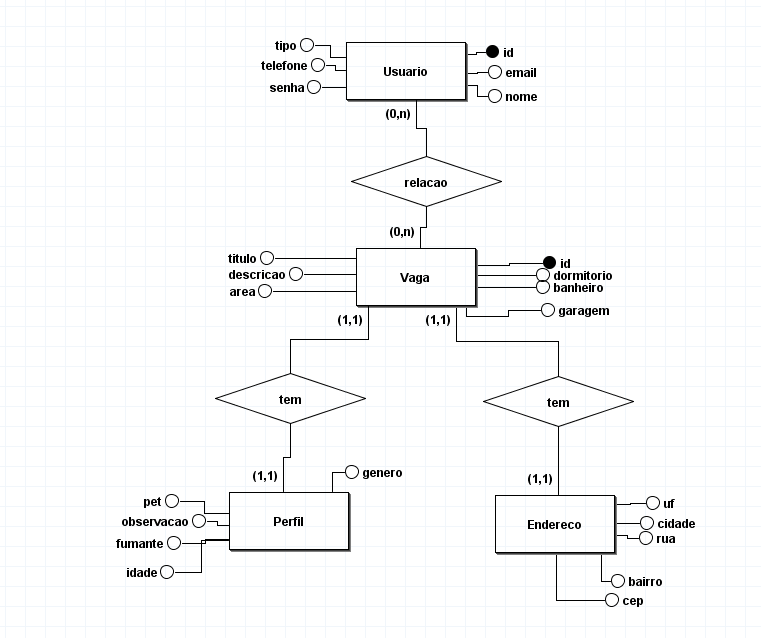 tipo
telefone
senha
Usuario
id
email
nome
(0,n)
relacao
(0,n)
titulo
descricao
area
Vaga
id
dormitorio
banheiro
garagem
(1,1)
(1,1)
tem
tem
(1,1)
genero
(1,1)
pet
observacao
fumante
idade
Perfil
Endereco
uf
cidade
rua
bairro
cep